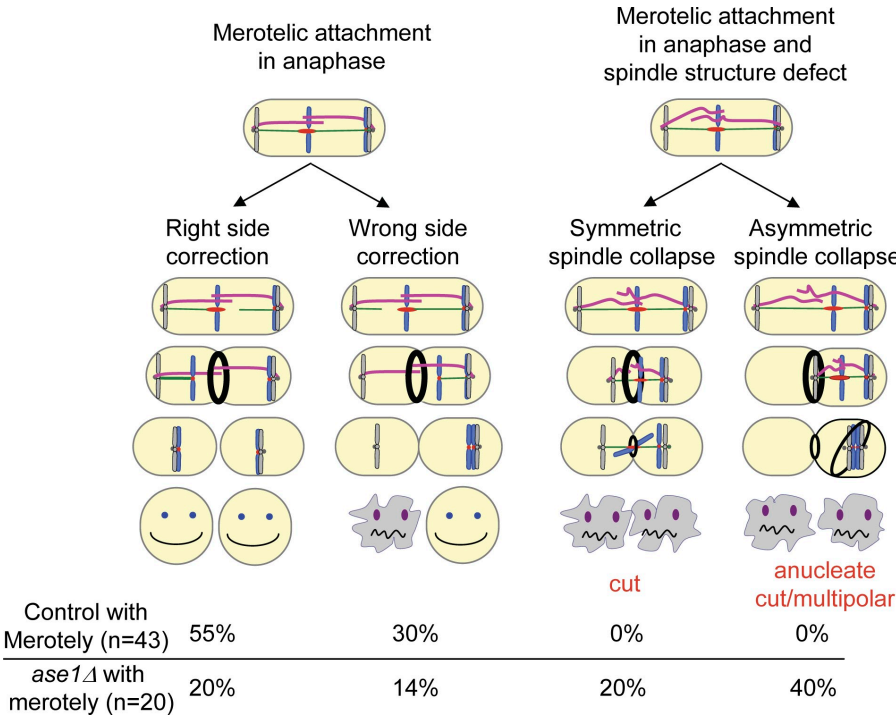 Merotelic attachment
in anaphase
Merotelic attachment
in anaphase and
spindle structure defect
Right side
correction
Wrong side
correction
Symmetric
spindle collapse
Asymmetric
spindle collapse
cut
anucleate
cut/multipolar
Control with
Merotely (n=43) 55% 30% 0% 0%
ase1Δ with
merotely (n=20) 20% 14% 20% 40%